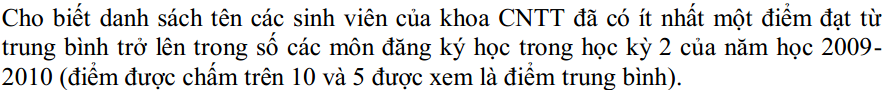 Cho biết danh sách tên các sinh viên của khoa CNTT đã có ít nhất một điểm đạt từ
trung bình trở lên trong số các môn đăng ký học trong học kỳ 2 của năm học 2009-
2010 (điểm được chấm trên 10 và 5 được xem là điểm trung bình).